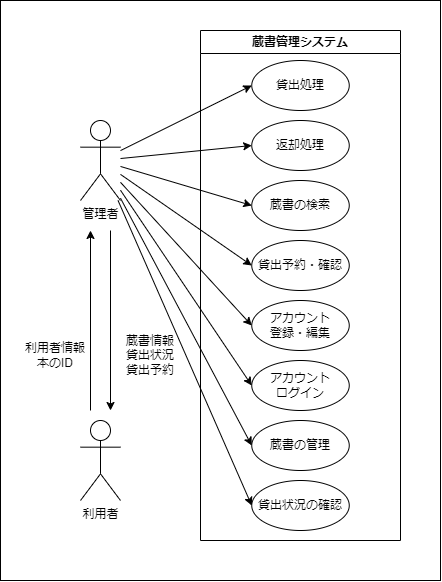 蔵書管理システム
貸出処理
返却処理
蔵書の検索
管理者
貸出予約・確認
アカウント
登録・編集
利用者情報
本のID
蔵書情報
貸出状況
貸出予約
アカウント
ログイン
蔵書の管理
貸出状況の確認
利用者